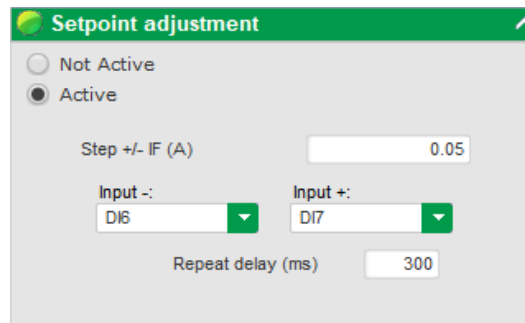 Setpoint adjustment
Not Active
Active
Step +/- IF (A) 0.05
Input -: Input +:
DI6 DI7
Repeat delay (ms) 300